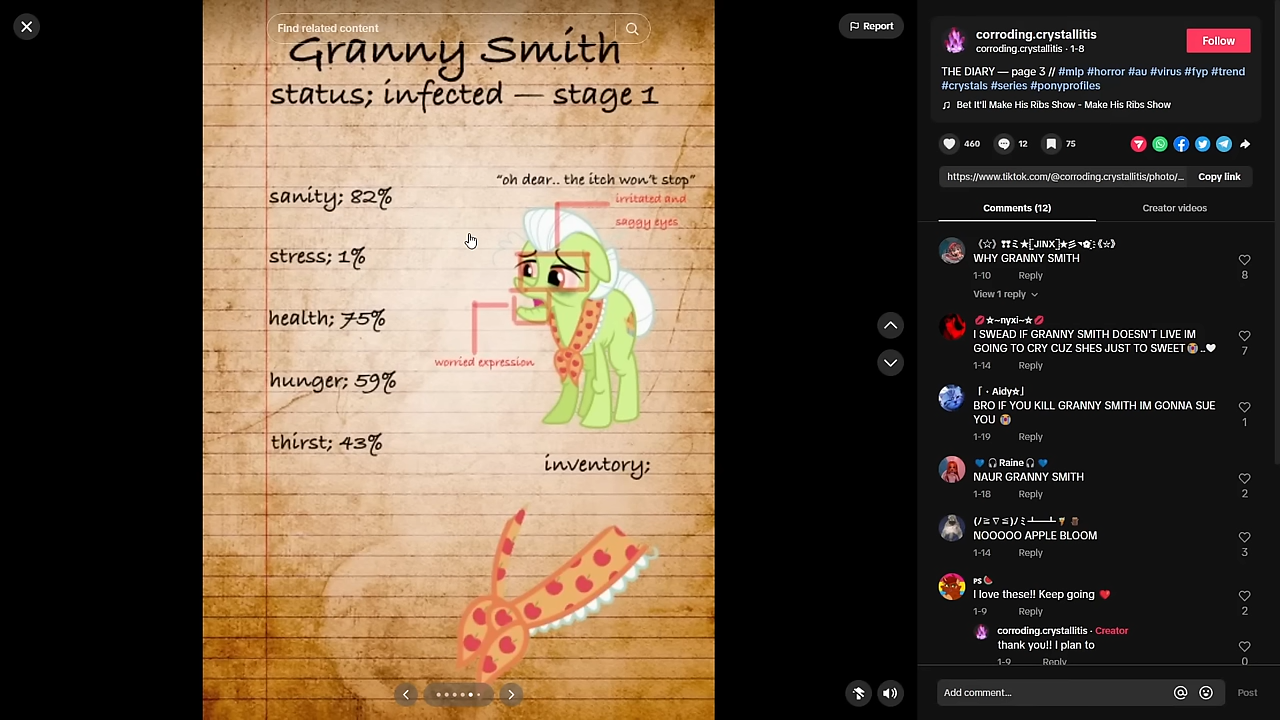 Find related content
Granny Smith
status; infected — stage 1
sanity; 82%
stress; 1%
health; 75%
hunger; 59%
thirst; 43%
"oh dear.. the itch won't stop"
irritated and
saggy eyes
worried expression
inventory;
Report
corroding.crystallitis
corroding.crystallitis · 1-8
Follow
THE DIARY — page 3 // #mlp #horror #au #virus #fyp #trend
#crystals #series #ponyprofiles
♫ Bet It'll Make His Ribs Show - Make His Ribs Show
460
12
75
https://www.tiktok.com/@corroding.crystallitis/photo/...
Copy link
Comments (12)
Creator videos
WHY GRANNY SMITH
1-10 Reply
8
View 1 reply
💋★~nyxi~★💋
I SWEAD IF GRANNY SMITH DOESN'T LIVE IM
GOING TO CRY CUZ SHES JUST TO SWEET😭..🤍
1-14 Reply
7
「 · Aidy★」
BRO IF YOU KILL GRANNY SMITH IM GONNA SUE
YOU 😭
1-19 Reply
1
💙 🎧Raine🎧 💙
NAUR GRANNY SMITH
1-18 Reply
2
NOOOOO APPLE BLOOM
1-14 Reply
3
ᴘs🍉
I love these!! Keep going ❤️
1-9 Reply
2
corroding.crystallitis · Creator
thank you!! I plan to
1-9 Reply
0
Add comment...
Post